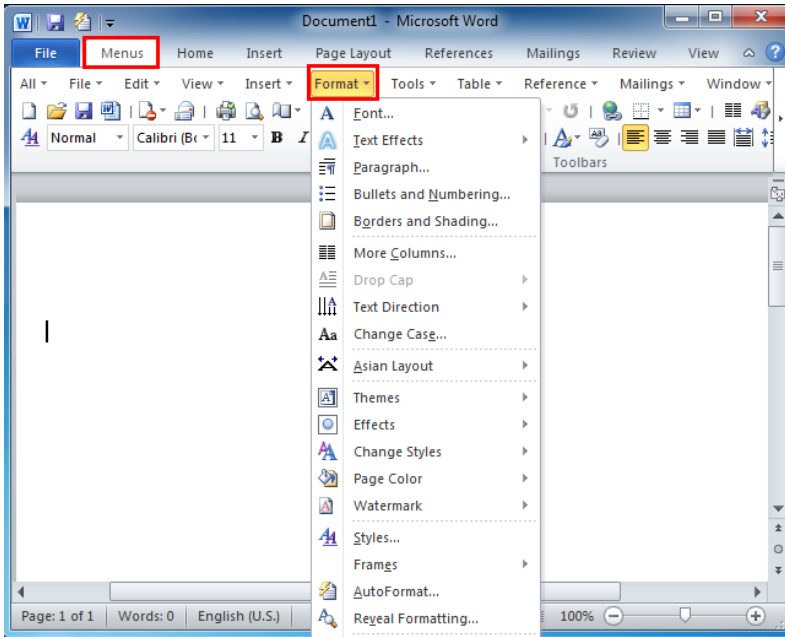 Document1 - Microsoft Word
File Menus Home Insert Page Layout References Mailings Review View
All File Edit View Insert Format Tools Table Reference Mailings Window
Normal Calibri (Bo 11 B I
Toolbars
Font...
Text Effects
Paragraph...
Bullets and Numbering...
Borders and Shading...
More Columns...
Drop Cap
Text Direction
Change Case...
Asian Layout
Themes
Effects
Change Styles
Page Color
Watermark
Styles...
Frames
AutoFormat...
Reveal Formatting...
Page: 1 of 1 Words: 0 English (U.S.) 100%